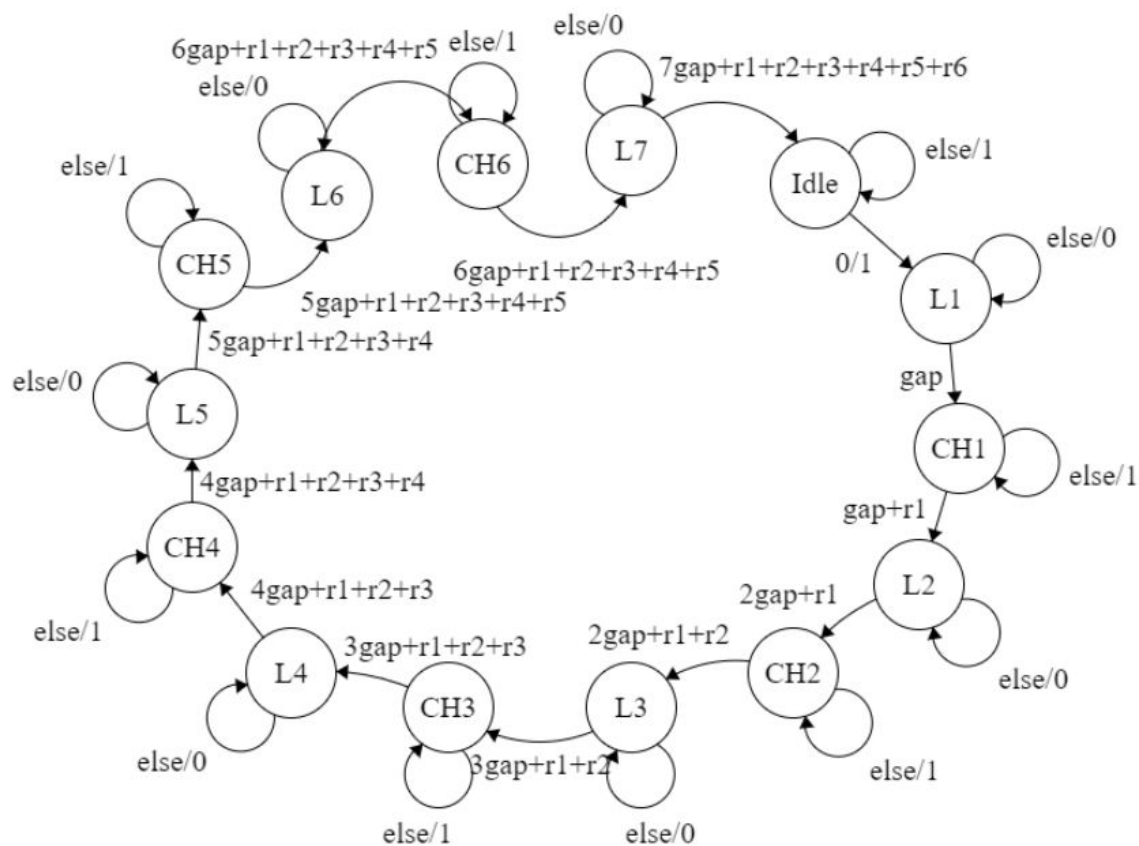 else/0
6gap+r1+r2+r3+r4+r5
else/1
7gap+r1+r2+r3+r4+r5+r6
else/0
L7
CH6
else/1
else/1
L6
Idle
CH5
else/0
0/1
6gap+r1+r2+r3+r4+r5
5gap+r1+r2+r3+r4+r5
L1
5gap+r1+r2+r3+r4
else/0
gap
L5
CH1
else/1
4gap+r1+r2+r3+r4
gap+r1
CH4
L2
4gap+r1+r2+r3
2gap+r1
else/1
2gap+r1+r2
3gap+r1+r2+r3
L4
CH2
else/0
CH3
L3
else/0
3gap+r1+r2
else/1
else/1
else/0